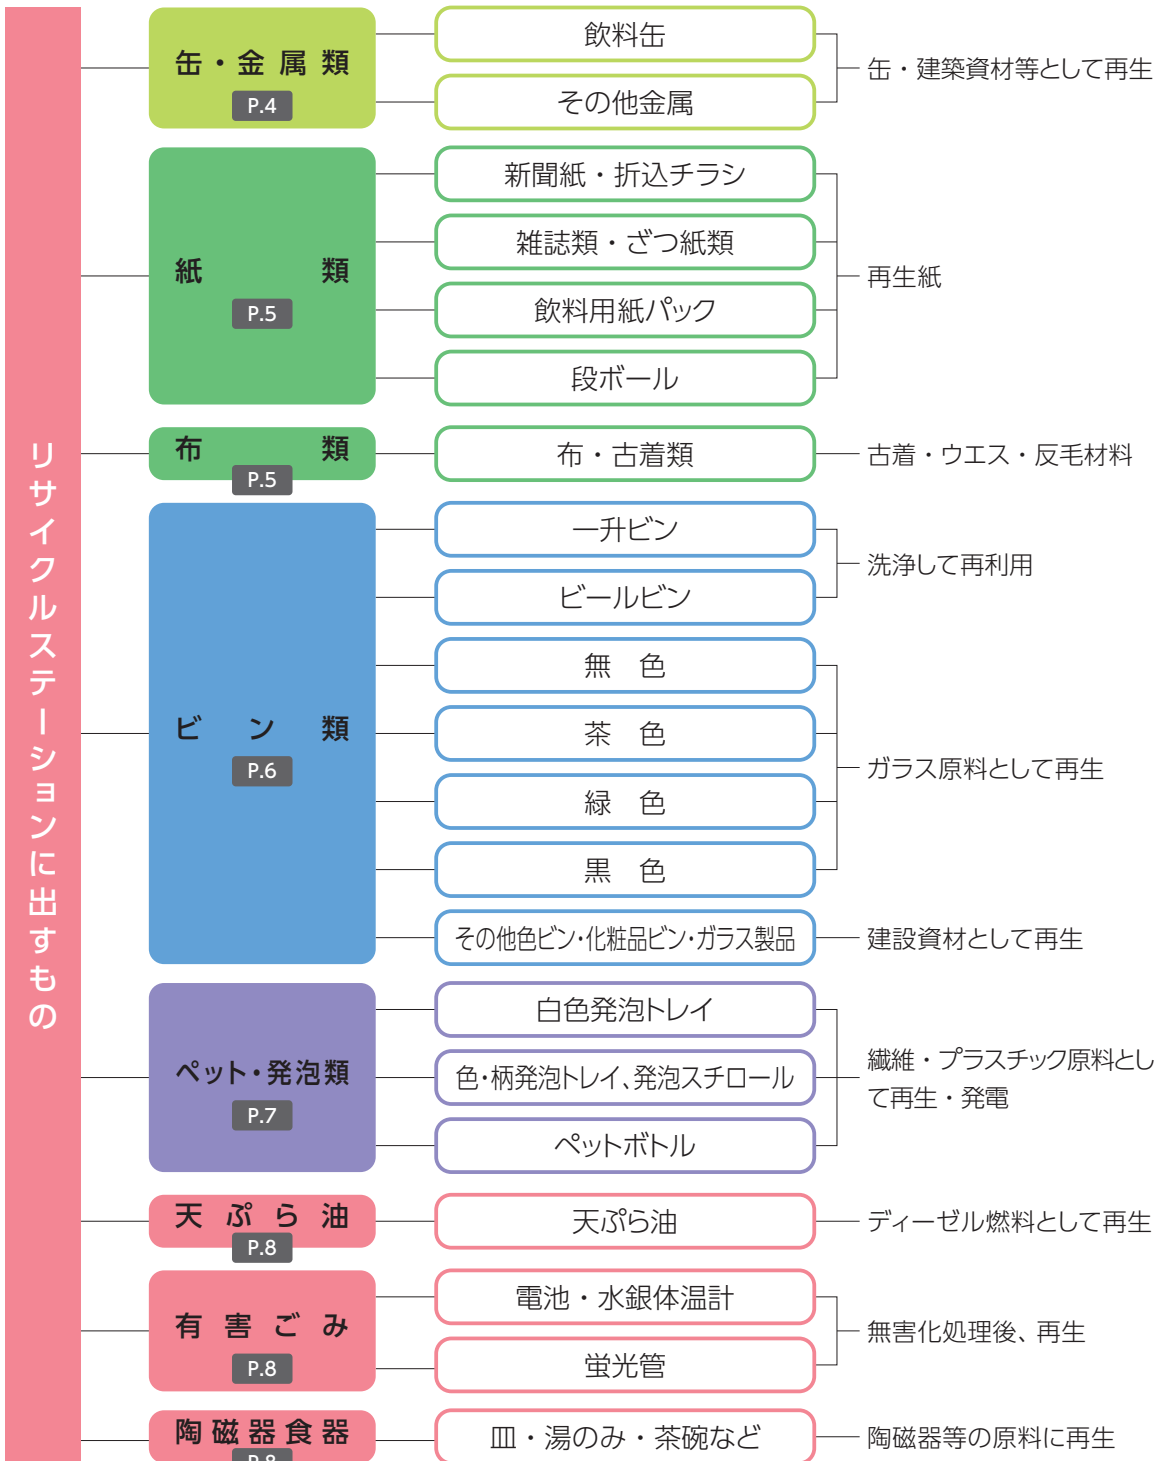 リサイクルステーションに出すもの
缶・金属類
P.4
飲料缶
その他金属
缶・建築資材等として再生
紙類
P.5
新聞紙・折込チラシ
雑誌類・ざつ紙類
飲料用紙パック
段ボール
再生紙
布類
P.5
布・古着類
古着・ウエス・反毛材料
ビン類
P.6
一升ビン
ビールビン
洗浄して再利用
無色
茶色
緑色
黒色
ガラス原料として再生
その他色ビン・化粧品ビン・ガラス製品
建設資材として再生
ペット・発泡類
P.7
白色発泡トレイ
色・柄発泡トレイ、発泡スチロール
ペットボトル
繊維・プラスチック原料とし
て再生・発電
天ぷら油
P.8
天ぷら油
ディーゼル燃料として再生
有害ごみ
P.8
電池・水銀体温計
蛍光管
無害化処理後、再生
陶磁器食器
P.8
皿・湯のみ・茶碗など
陶磁器等の原料に再生